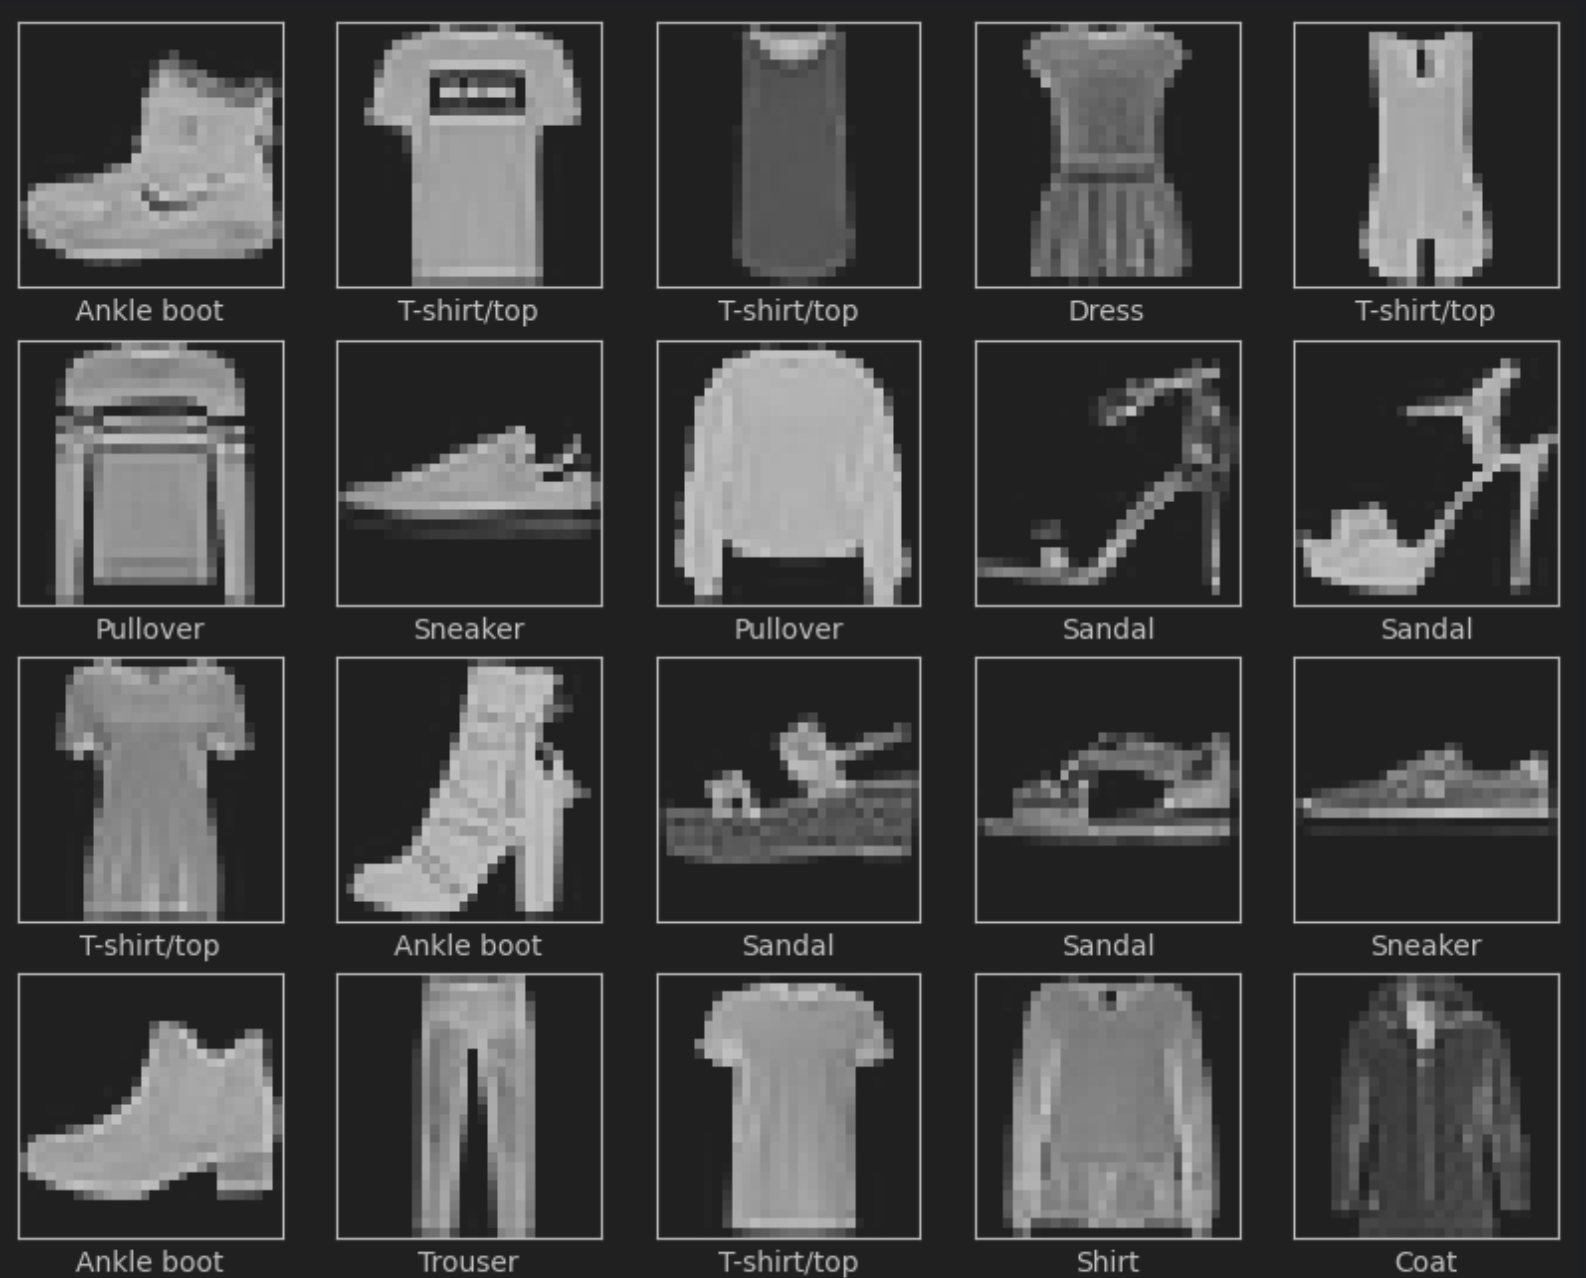 Ankle boot T-shirt/top T-shirt/top Dress T-shirt/top
Pullover Sneaker Pullover Sandal Sandal
T-shirt/top Ankle boot Sandal Sandal Sneaker
Ankle boot Trouser T-shirt/top Shirt Coat